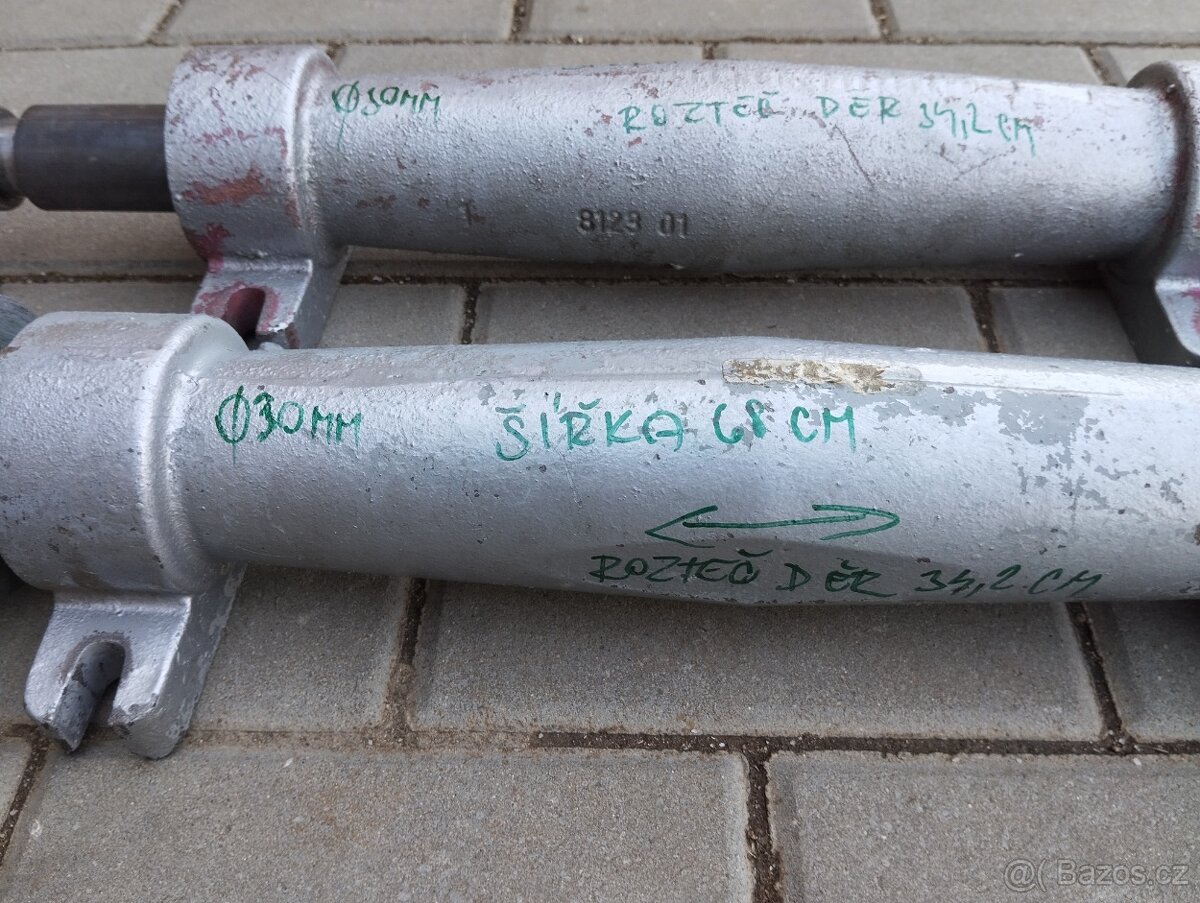 Ø30MM ROZTEČ DĚR 34,2 CM
8123 01
Ø30MM ŠÍŘKA 68 CM
ROZTEČ DĚR 34,2 CM
@( Bazos.cz